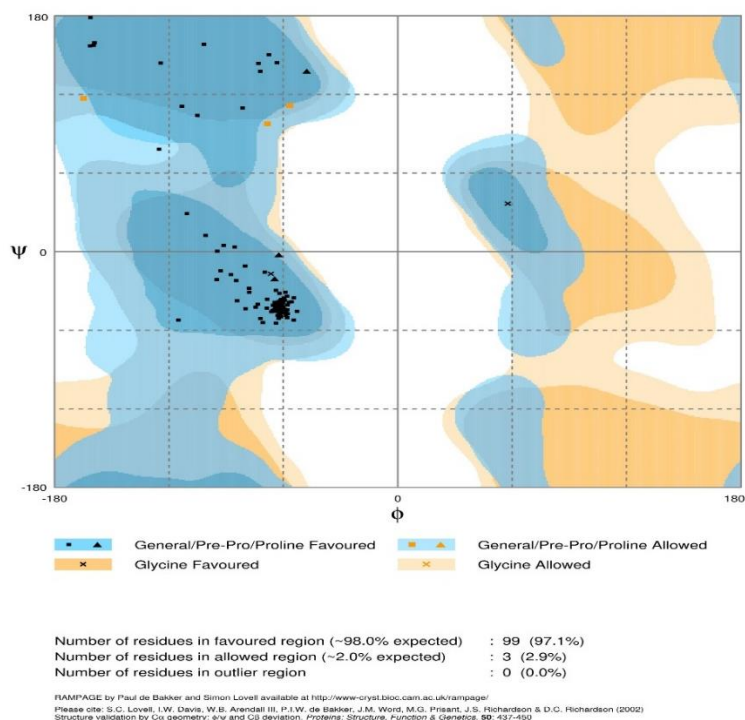 180
Ψ
0
-180
-180
0
180
ϕ
General/Pre-Pro/Proline Favoured
General/Pre-Pro/Proline Allowed
Glycine Favoured
Glycine Allowed
Number of residues in favoured region (~98.0% expected) : 99 (97.1%)
Number of residues in allowed region (~2.0% expected) : 3 (2.9%)
Number of residues in outlier region : 0 (0.0%)
RAMPAGE by Paul de Bakker and Simon Lovell available at http://www-cryst.bioc.cam.ac.uk/rampage/
Please cite: S.C. Lovell, I.W. Davis, W.B. Arendall III, P.I.W. de Bakker, J.M. Word, M.G. Prisant, J.S. Richardson & D.C. Richardson (2002)
Structure validation by Cα geometry: ϕ/ψ and Cβ deviation. Proteins: Structure, Function & Genetics. 50: 437-450